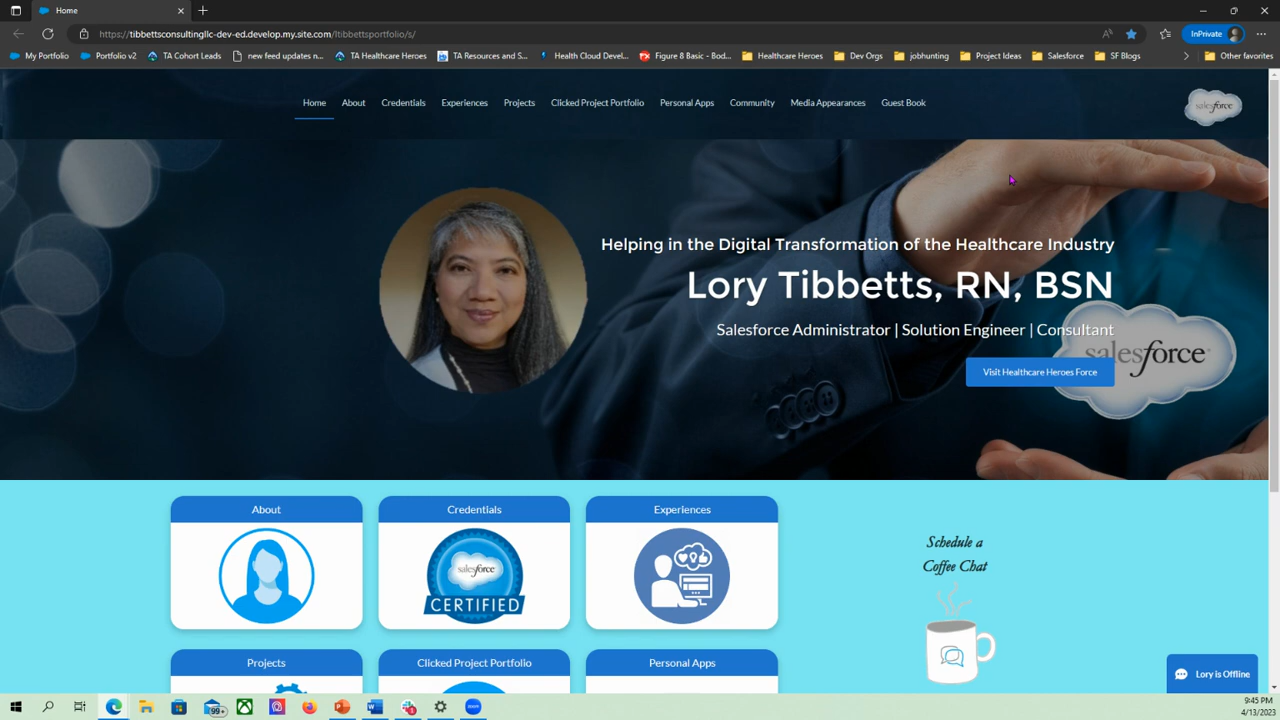 Home
https://tibbettsconsultingllc-dev-ed.develop.my.site.com/ltibbettsportfolio/s/
InPrivate
My Portfolio
Portfolio v2
TA Cohort Leads
new feed updates n...
TA Healthcare Heroes
TA Resources and S...
Health Cloud Devel...
Figure 8 Basic - Bod...
Healthcare Heroes
Dev Orgs
jobhunting
Project Ideas
Salesforce
SF Blogs
Other favorites
Home
About
Credentials
Experiences
Projects
Clicked Project Portfolio
Personal Apps
Community
Media Appearances
Guest Book
salesforce
Helping in the Digital Transformation of the Healthcare Industry
Lory Tibbetts, RN, BSN
Salesforce Administrator | Solution Engineer | Consultant
salesforce
Visit Healthcare Heroes Force
About
Credentials
Experiences
Schedule a
Coffee Chat
salesforce
CERTIFIED
Projects
Clicked Project Portfolio
Personal Apps
Lory is Offline
99+
9:45 PM
4/13/2023